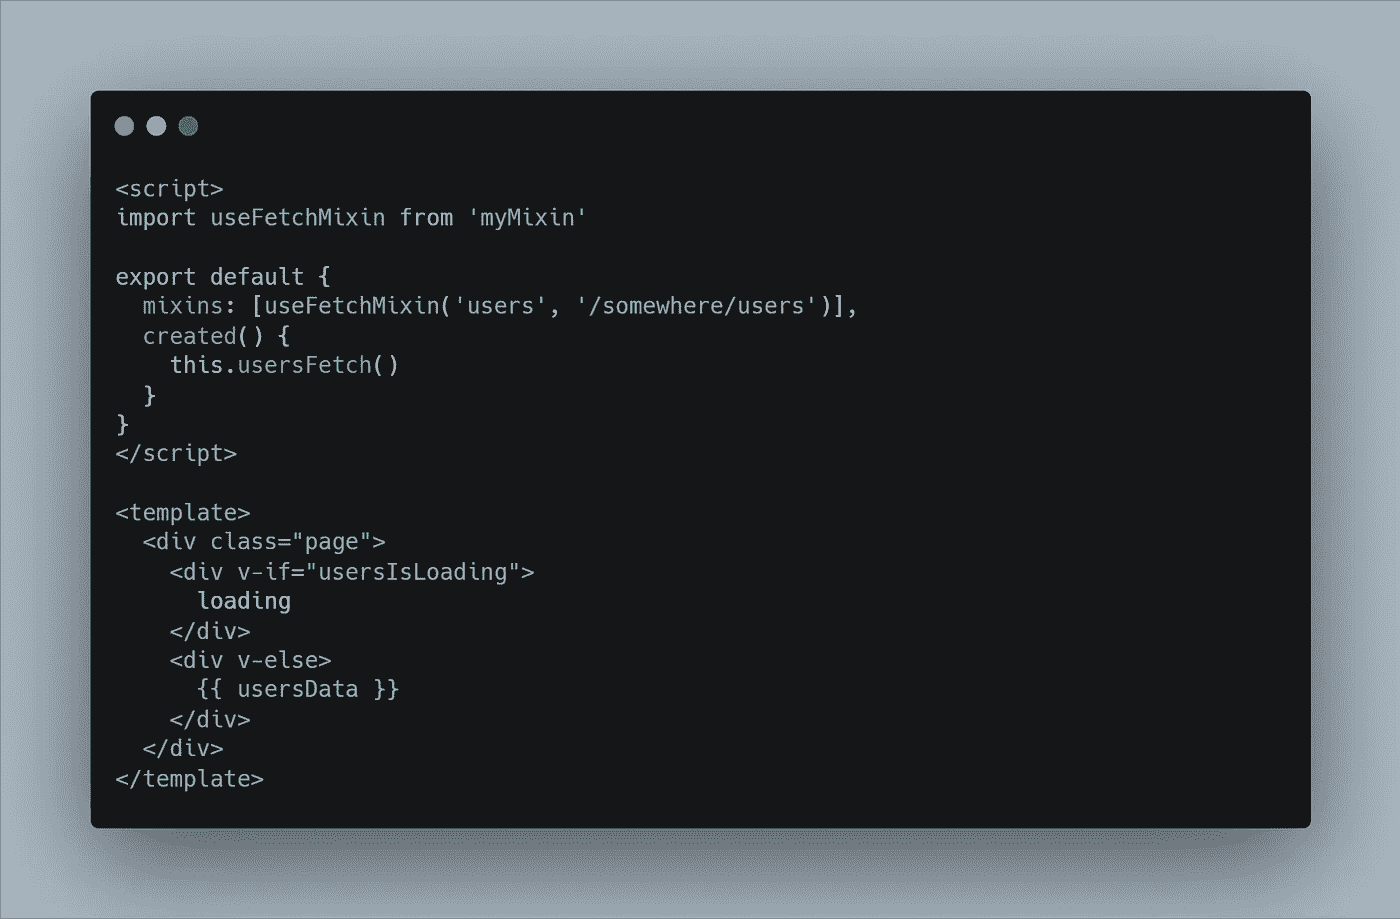 <script>
import useFetchMixin from 'myMixin'

export default {
  mixins: [useFetchMixin('users', '/somewhere/users')],
  created() {
    this.usersFetch()
  }
}
</script>

<template>
  <div class="page">
    <div v-if="usersIsLoading">
      loading
    </div>
    <div v-else>
      {{ usersData }}
    </div>
  </div>
</template>